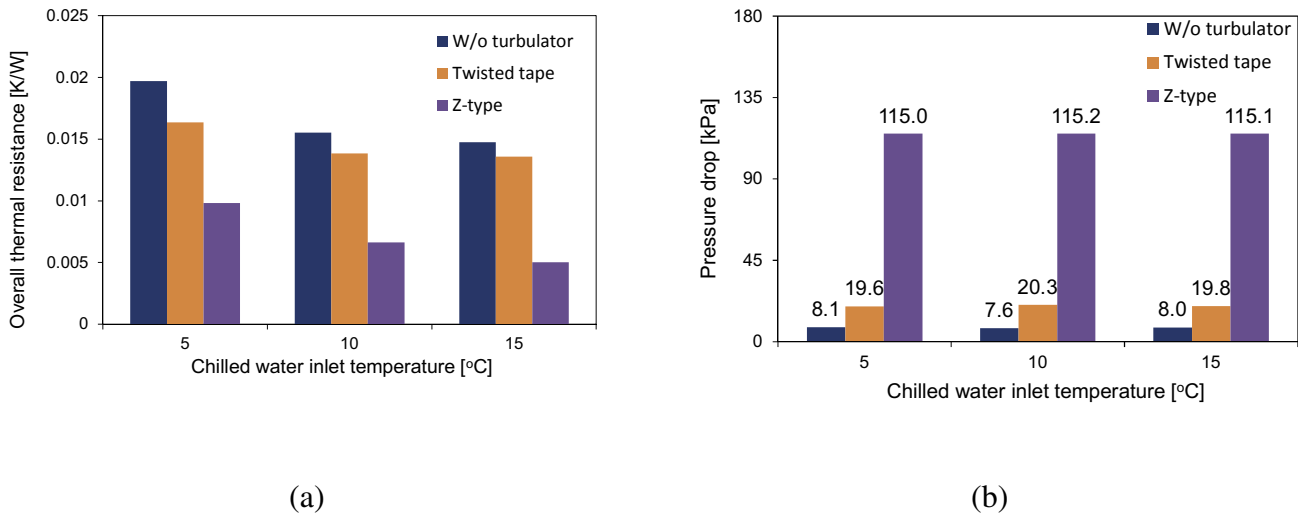 0.025
0.02
0.015
0.01
0.005
0
Overall thermal resistance [K/W]
W/o turbulator
Twisted tape
Z-type
5
10
15
Chilled water inlet temperature [°C]
(a)
180
135
90
45
0
Pressure drop [kPa]
W/o turbulator
Twisted tape
Z-type
8.1
19.6
115.0
7.6
20.3
115.2
8.0
19.8
115.1
5
10
15
Chilled water inlet temperature [°C]
(b)